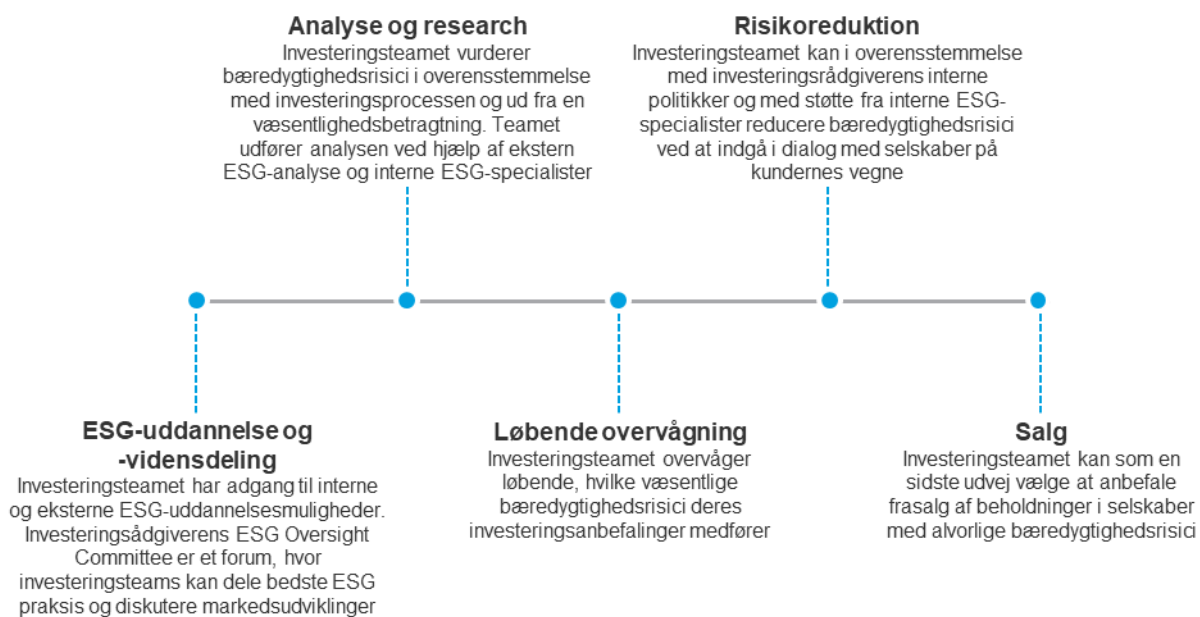 Analyse og research
Investeringsteamet vurderer
bæredygtighedsrisici i overensstemmelse
med investeringsprocessen og ud fra en
væsentlighedsbetragtning. Teamet
udfører analysen ved hjælp af ekstern
ESG-analyse og interne ESG-specialister
Risikoreduktion
Investeringsteamet kan i overensstemmelse
med investeringsrådgiverens interne
politikker og med støtte fra interne ESG-
specialister reducere bæredygtighedsrisici
ved at indgå i dialog med selskaber på
kundernes vegne
ESG-uddannelse og
-vidensdeling
Investeringsteamet har adgang til interne
og eksterne ESG-uddannelsesmuligheder.
Investeringsådgiverens ESG Oversight
Committee er et forum, hvor
investeringsteams kan dele bedste ESG
praksis og diskutere markedsudviklinger
Løbende overvågning
Investeringsteamet overvåger
løbende, hvilke væsentlige
bæredygtighedsrisici deres
investeringsanbefalinger medfører
Salg
Investeringsteamet kan som en
sidste udvej vælge at anbefale
frasalg af beholdninger i selskaber
med alvorlige bæredygtighedsrisici